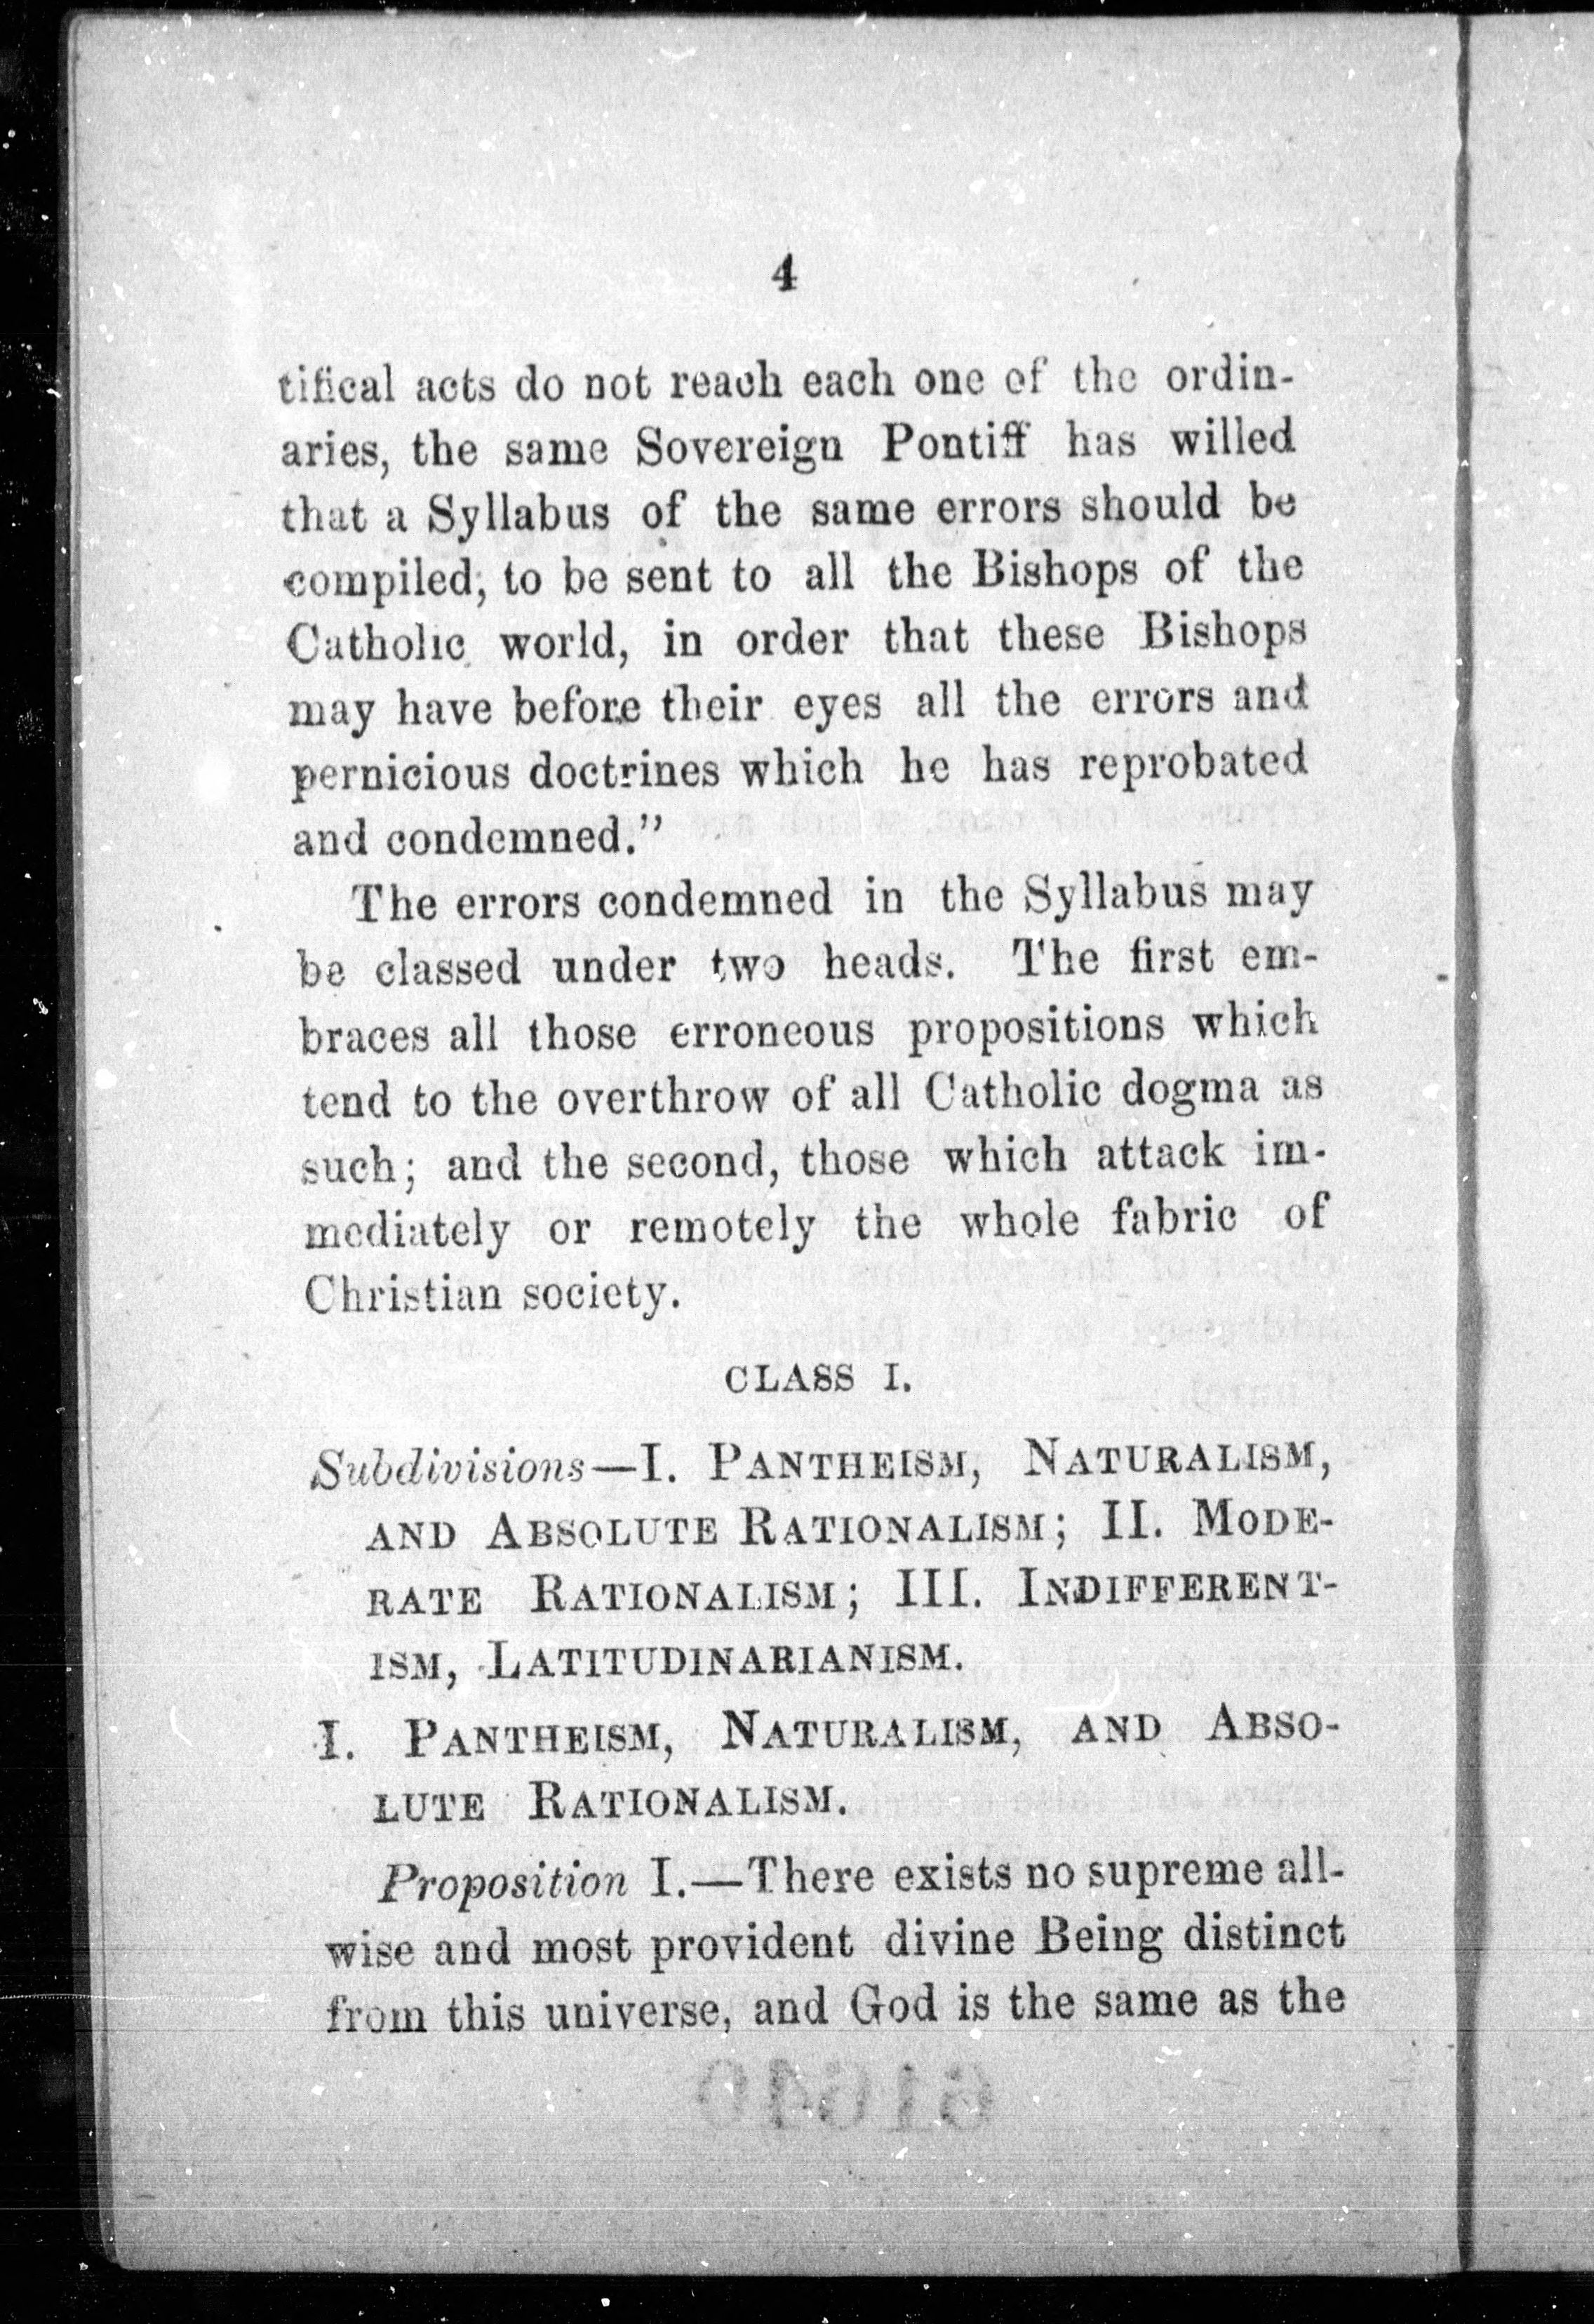 4
tifical acts do not reach each one of the ordin-
aries, the same Sovereign Pontiff has willed
that a Syllabus of the same errors should be
compiled, to be sent to all the Bishops of the
Catholic world, in order that these Bishops
may have before their eyes all the errors and
pernicious doctrines which he has reprobated
and condemned.”
The errors condemned in the Syllabus may
be classed under two heads. The first em-
braces all those erroneous propositions which
tend to the overthrow of all Catholic dogma as
such; and the second, those which attack im-
mediately or remotely the whole fabric of
Christian society.
CLASS I.
Subdivisions—I. PANTHEISM, NATURALISM,
AND ABSOLUTE RATIONALISM; II. MODE-
RATE RATIONALISM; III. INDIFFERENT-
ISM, LATITUDINARIANISM.
I. PANTHEISM, NATURALISM, AND ABSO-
LUTE RATIONALISM.
Proposition I.—There exists no supreme all-
wise and most provident divine Being distinct
from this universe, and God is the same as the